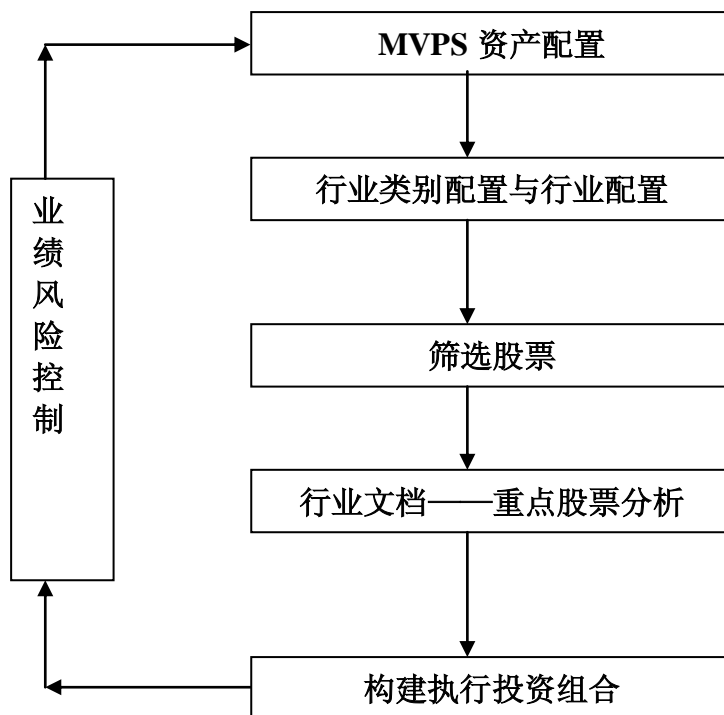 MVPS 资产配置
行业类别配置与行业配置
筛选股票
行业文档——重点股票分析
构建执行投资组合
业
绩
风
险
控
制